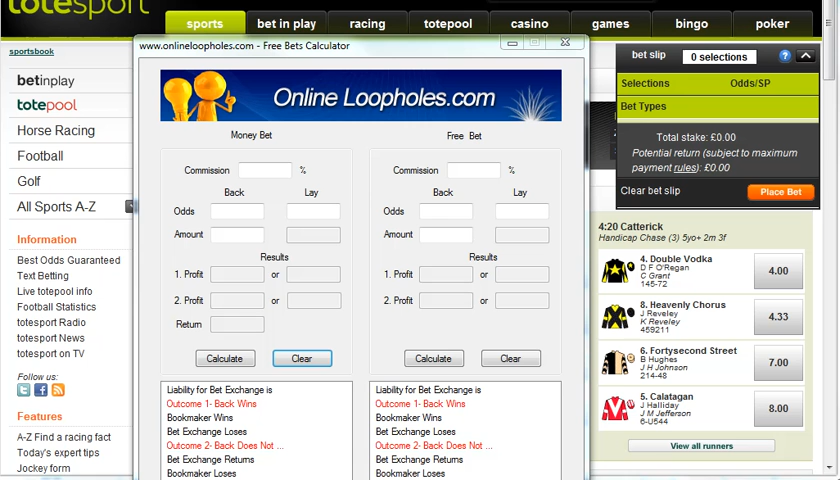 totesport
sports
bet in play
racing
totepool
casino
games
bingo
poker
sportsbook
betinplay
totepool
Horse Racing
Football
Golf
All Sports A-Z
Information
Best Odds Guaranteed
Text Betting
Live totepool info
Football Statistics
totesport Radio
totesport News
totesport on TV
Follow us:
Features
A-Z Find a racing fact
Today's expert tips
Jockey form
www.onlineloopholes.com - Free Bets Calculator
Online Loopholes.com
Money Bet
Commission %
Back Lay
Odds
Amount
Results
1. Profit or
2. Profit or
Return
Calculate Clear
Liability for Bet Exchange is
Outcome 1- Back Wins
Bookmaker Wins
Bet Exchange Loses
Outcome 2- Back Does Not ...
Bet Exchange Returns
Bookmaker Loses
Free Bet
Commission %
Back Lay
Odds
Amount
Results
1. Profit or
2. Profit or
Calculate Clear
Liability for Bet Exchange is
Outcome 1- Back Wins
Bookmaker Wins
Bet Exchange Loses
Outcome 2- Back Does Not ...
Bet Exchange Returns
Bookmaker Loses
bet slip 0 selections ?
Selections Odds/SP
Bet Types
Total stake: £0.00
Potential return (subject to maximum
payment rules): £0.00
Clear bet slip Place Bet
4:20 Catterick
Handicap Chase (3) 5yo+ 2m 3f
4. Double Vodka
D F O'Regan
C Grant
145-72
4.00
8. Heavenly Chorus
J Reveley
K Reveley
459211
4.33
6. Fortysecond Street
B Hughes
J H Johnson
214-48
7.00
5. Calatagan
J Halliday
J M Jefferson
6-U544
8.00
View all runners